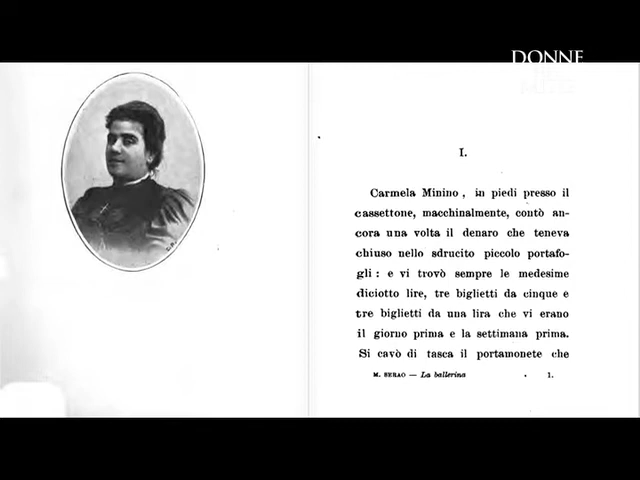 DONNE
I.
Carmela Minino, in piedi presso il
cassettone, macchinalmente, contò an-
cora una volta il denaro che teneva
chiuso nello sdrucito piccolo portafo-
gli: e vi trovò sempre le medesime
diciotto lire, tre biglietti da cinque e
tre biglietti da una lira che vi erano
il giorno prima e la settimana prima.
Si cavò di tasca il portamonete che
M. SERAO — La ballerina 1.